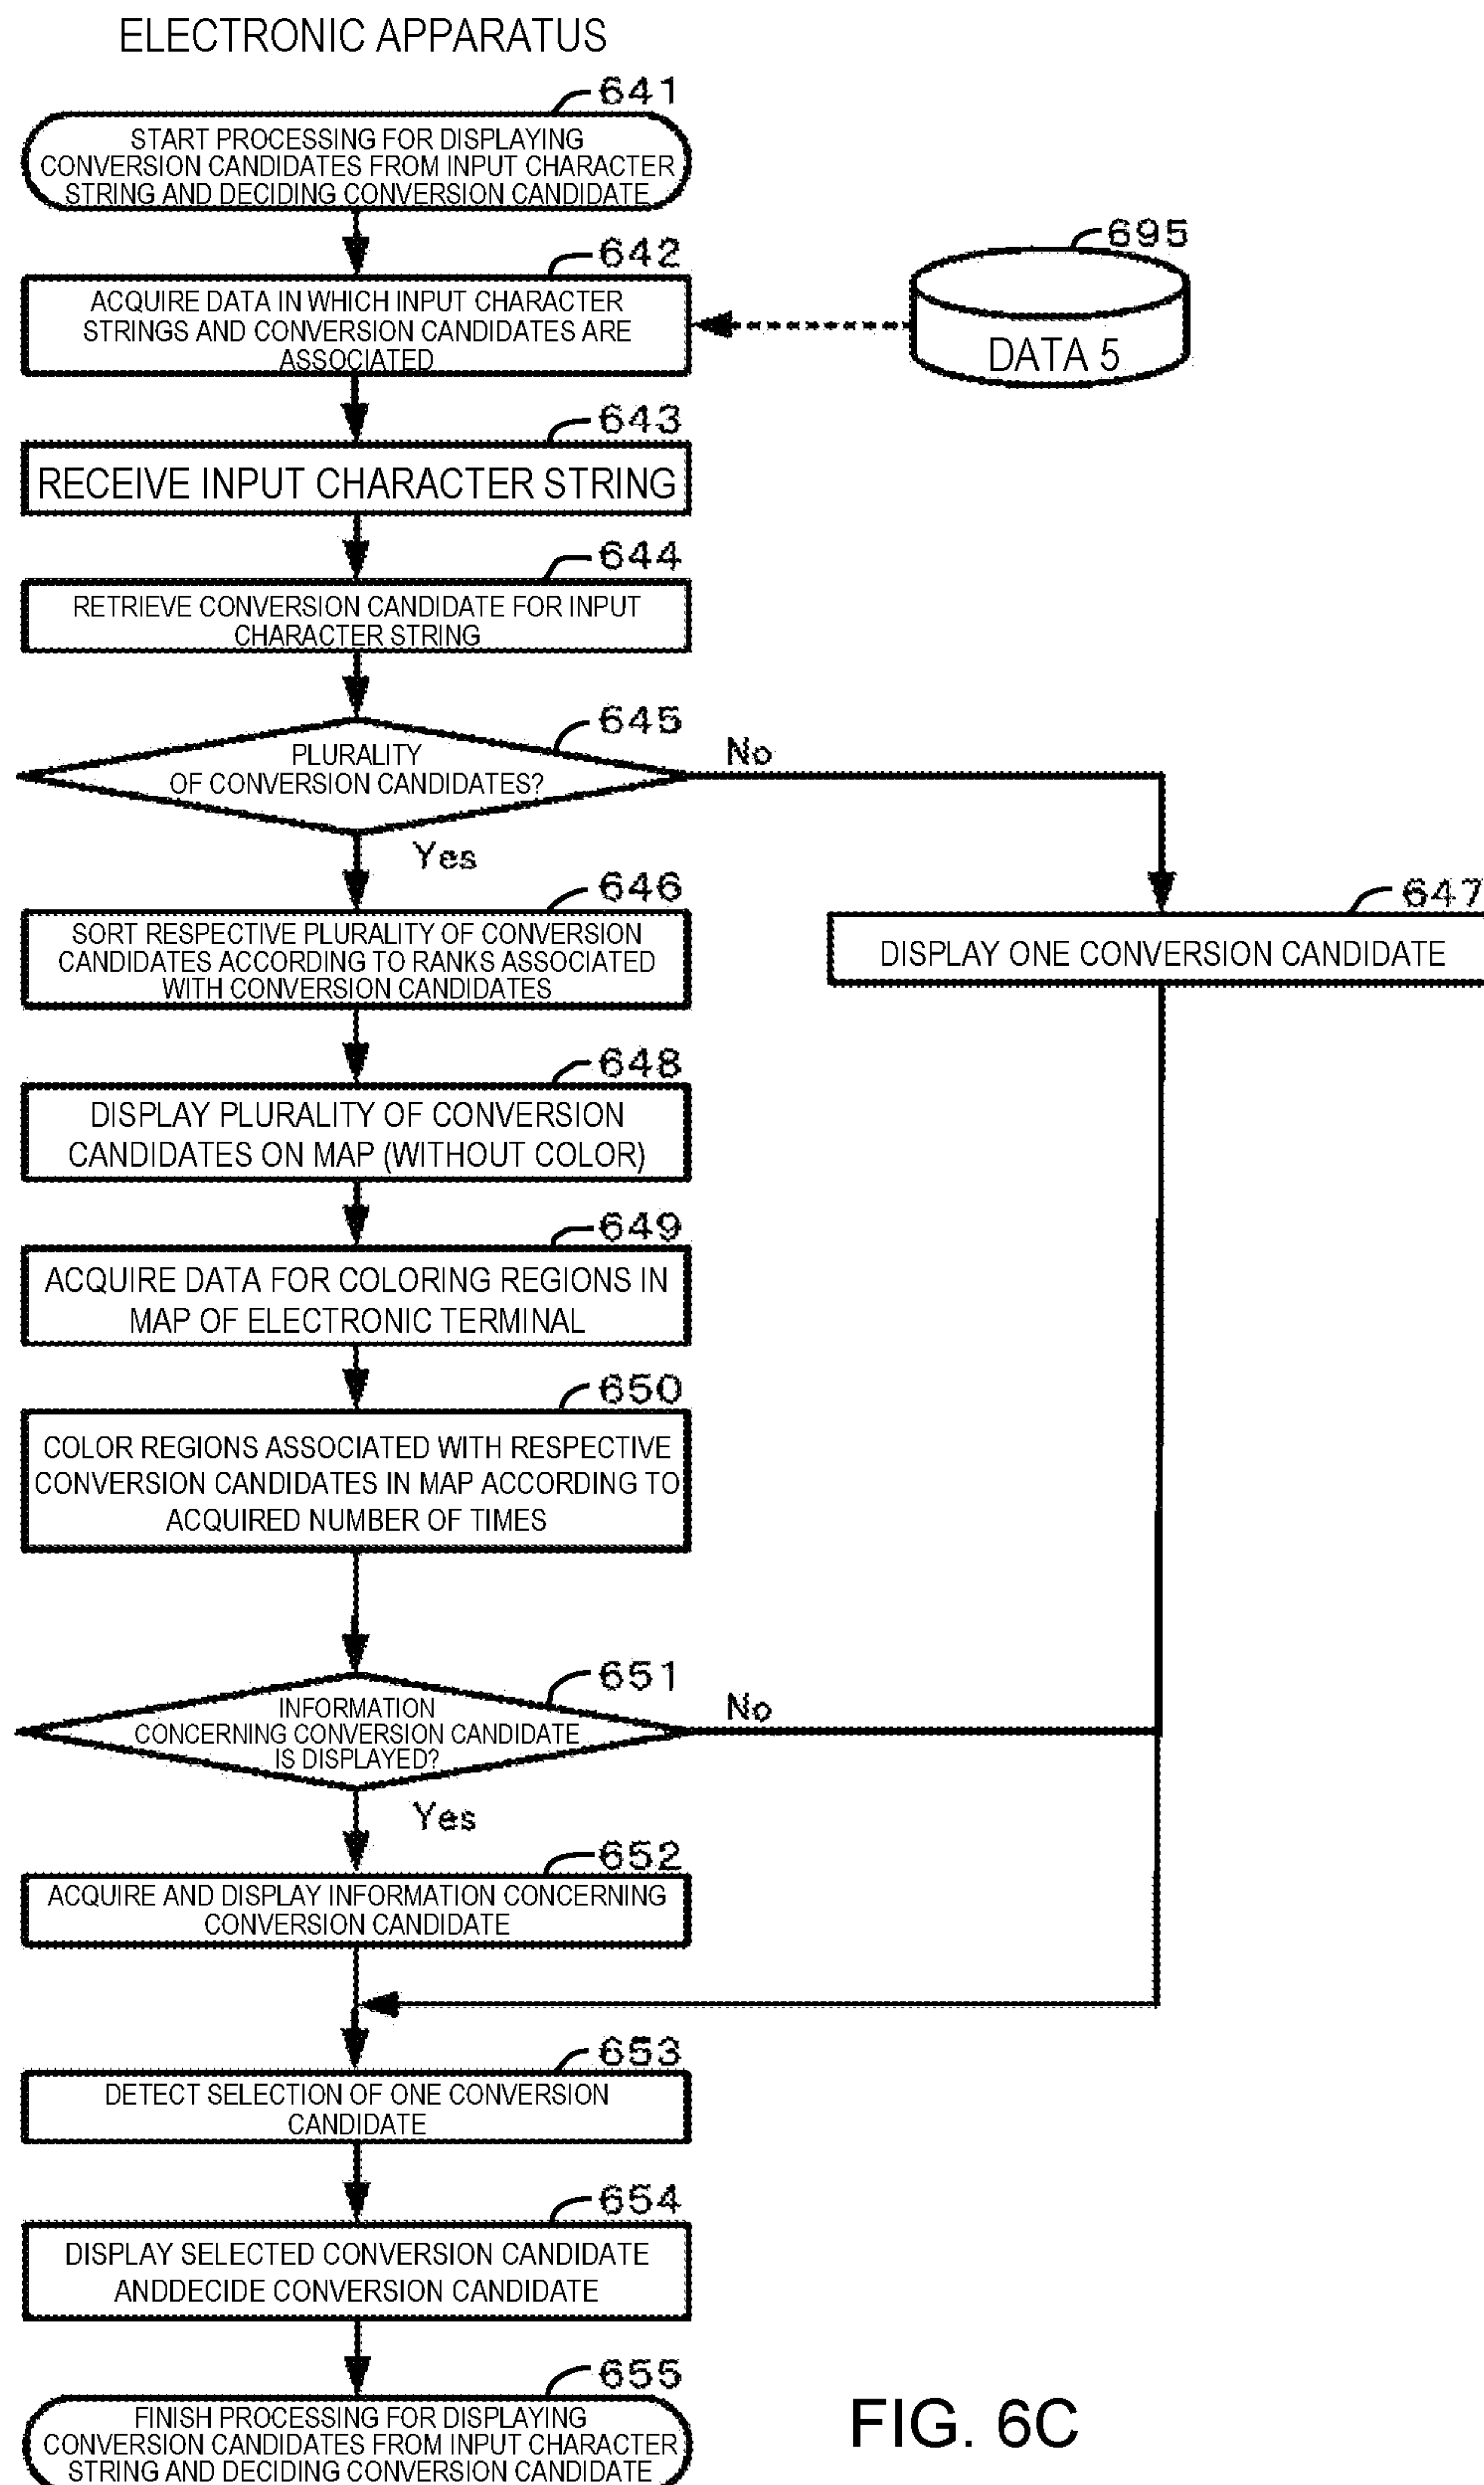 ELECTRONIC APPARATUS
641
START PROCESSING FOR DISPLAYING
CONVERSION CANDIDATES FROM INPUT CHARACTER
STRING AND DECIDING CONVERSION CANDIDATE
642
ACQUIRE DATA IN WHICH INPUT CHARACTER
STRINGS AND CONVERSION CANDIDATES ARE
ASSOCIATED
695
DATA 5
643
RECEIVE INPUT CHARACTER STRING
644
RETRIEVE CONVERSION CANDIDATE FOR INPUT
CHARACTER STRING
645
PLURALITY
OF CONVERSION CANDIDATES?
No
Yes
646
SORT RESPECTIVE PLURALITY OF CONVERSION
CANDIDATES ACCORDING TO RANKS ASSOCIATED
WITH CONVERSION CANDIDATES
647
DISPLAY ONE CONVERSION CANDIDATE
648
DISPLAY PLURALITY OF CONVERSION
CANDIDATES ON MAP (WITHOUT COLOR)
649
ACQUIRE DATA FOR COLORING REGIONS IN
MAP OF ELECTRONIC TERMINAL
650
COLOR REGIONS ASSOCIATED WITH RESPECTIVE
CONVERSION CANDIDATES IN MAP ACCORDING TO
ACQUIRED NUMBER OF TIMES
651
INFORMATION
CONCERNING CONVERSION CANDIDATE
IS DISPLAYED?
No
Yes
652
ACQUIRE AND DISPLAY INFORMATION CONCERNING
CONVERSION CANDIDATE
653
DETECT SELECTION OF ONE CONVERSION
CANDIDATE
654
DISPLAY SELECTED CONVERSION CANDIDATE
ANDDECIDE CONVERSION CANDIDATE
655
FINISH PROCESSING FOR DISPLAYING
CONVERSION CANDIDATES FROM INPUT CHARACTER
STRING AND DECIDING CONVERSION CANDIDATE
FIG. 6C